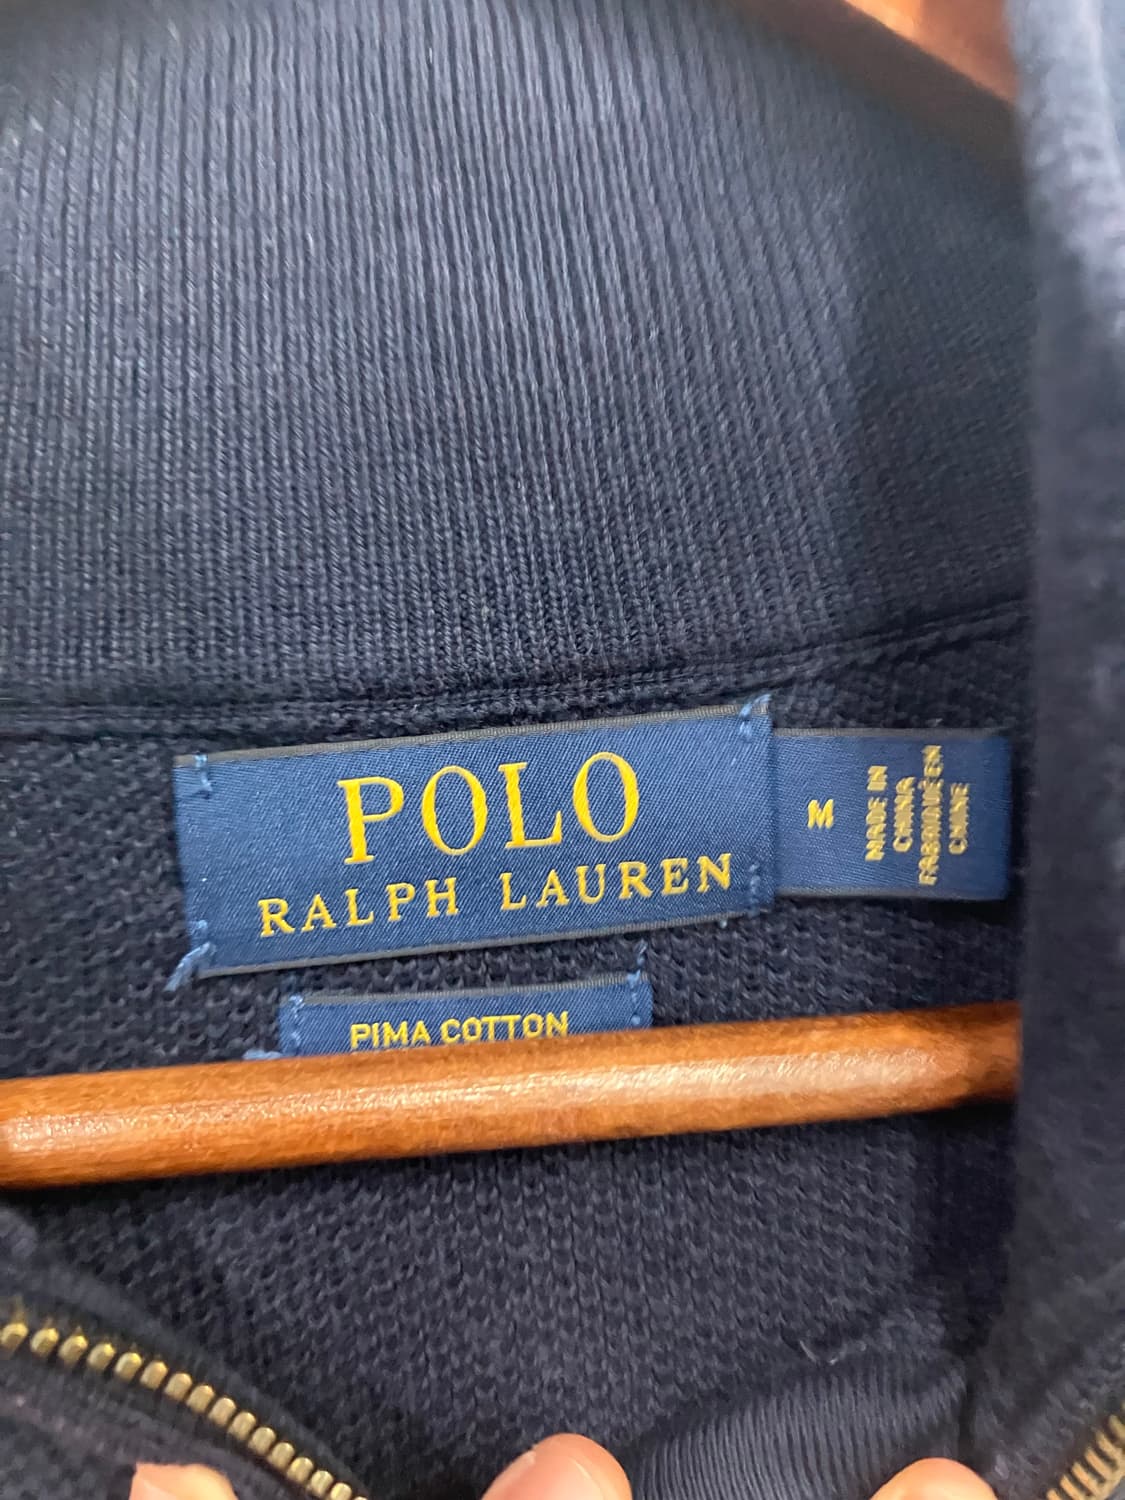 POLO
RALPH LAUREN
M
MADE IN
CHINA
FABRIQUÉ EN
CHINE
PIMA COTTON